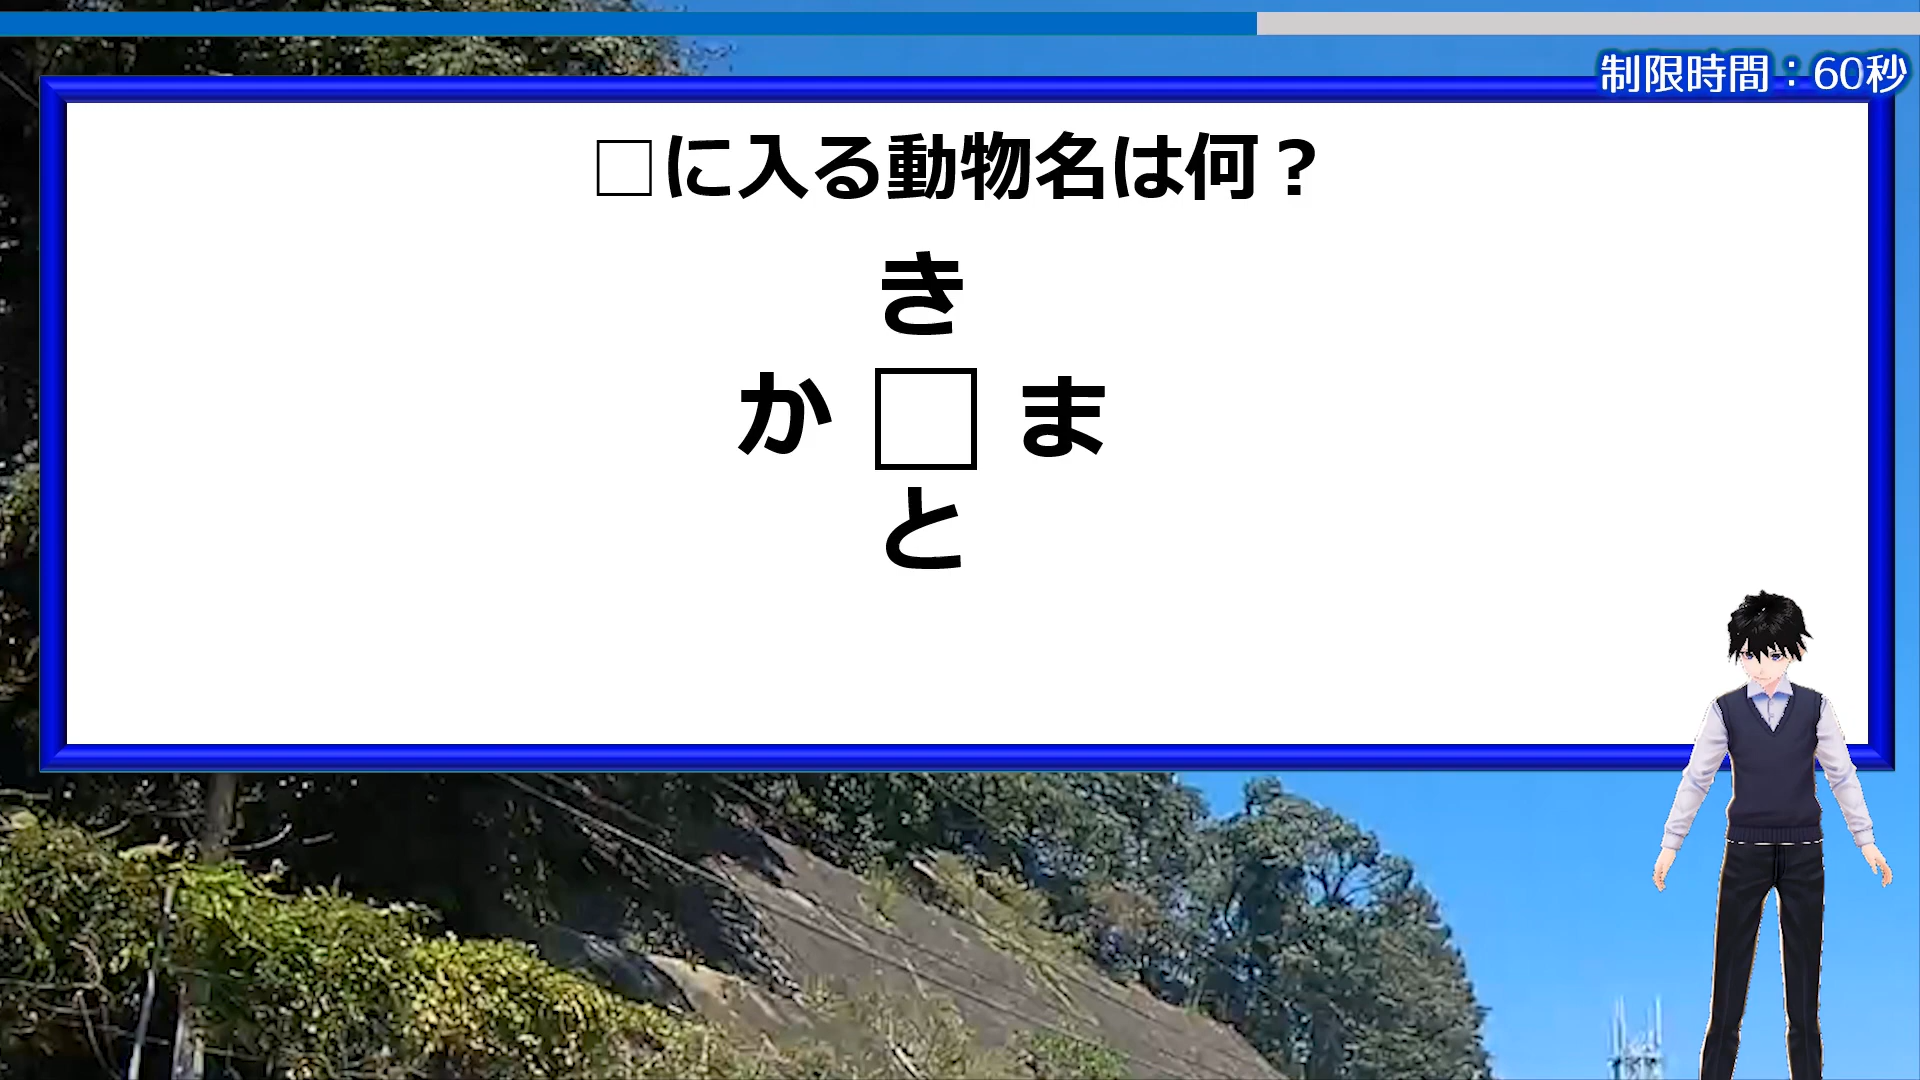 制限時間：60秒
□に入る動物名は何？
き
か□ま
と